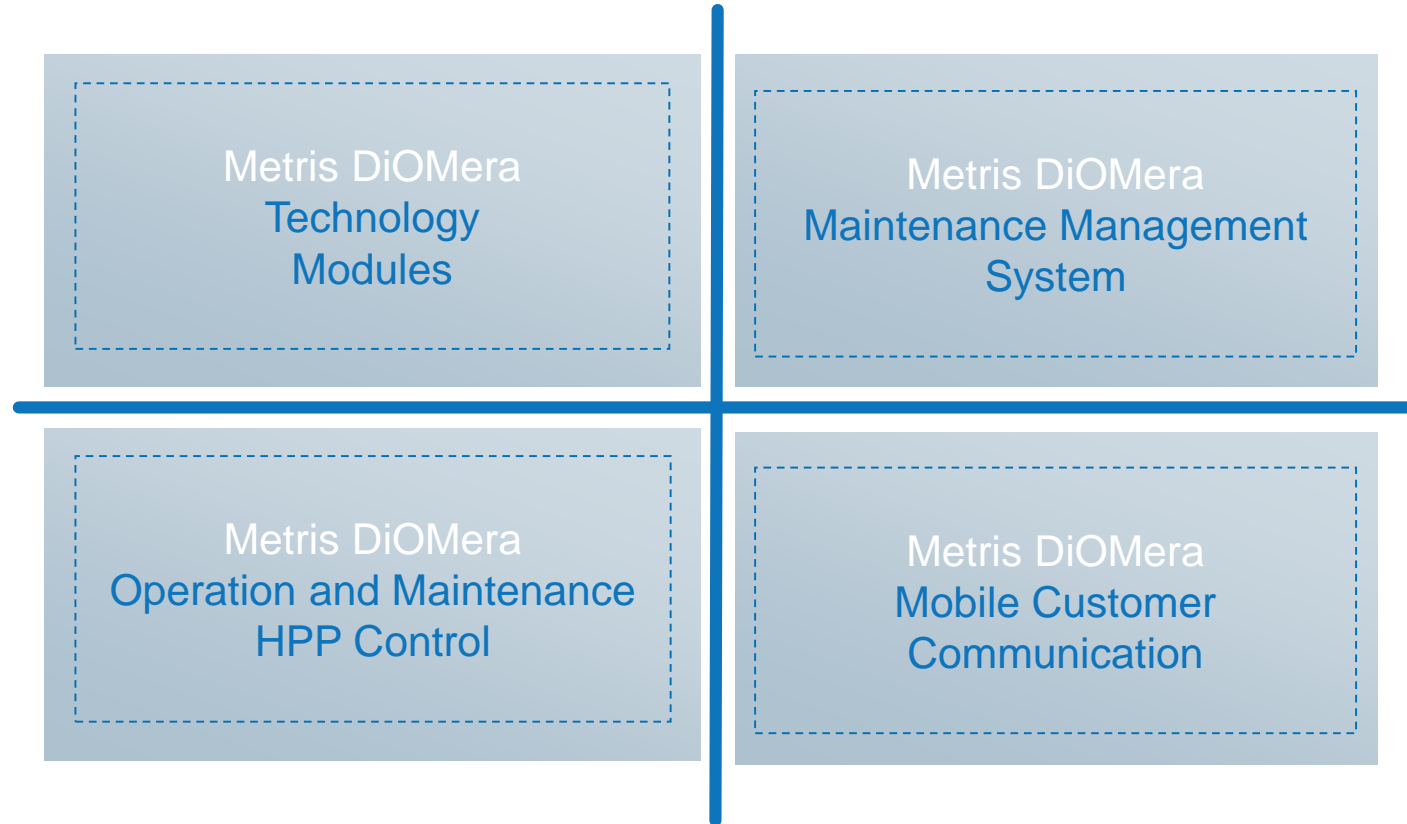 Metris DiOMera
Technology
Modules
Metris DiOMera
Maintenance Management
System
Metris DiOMera
Operation and Maintenance
HPP Control
Metris DiOMera
Mobile Customer
Communication